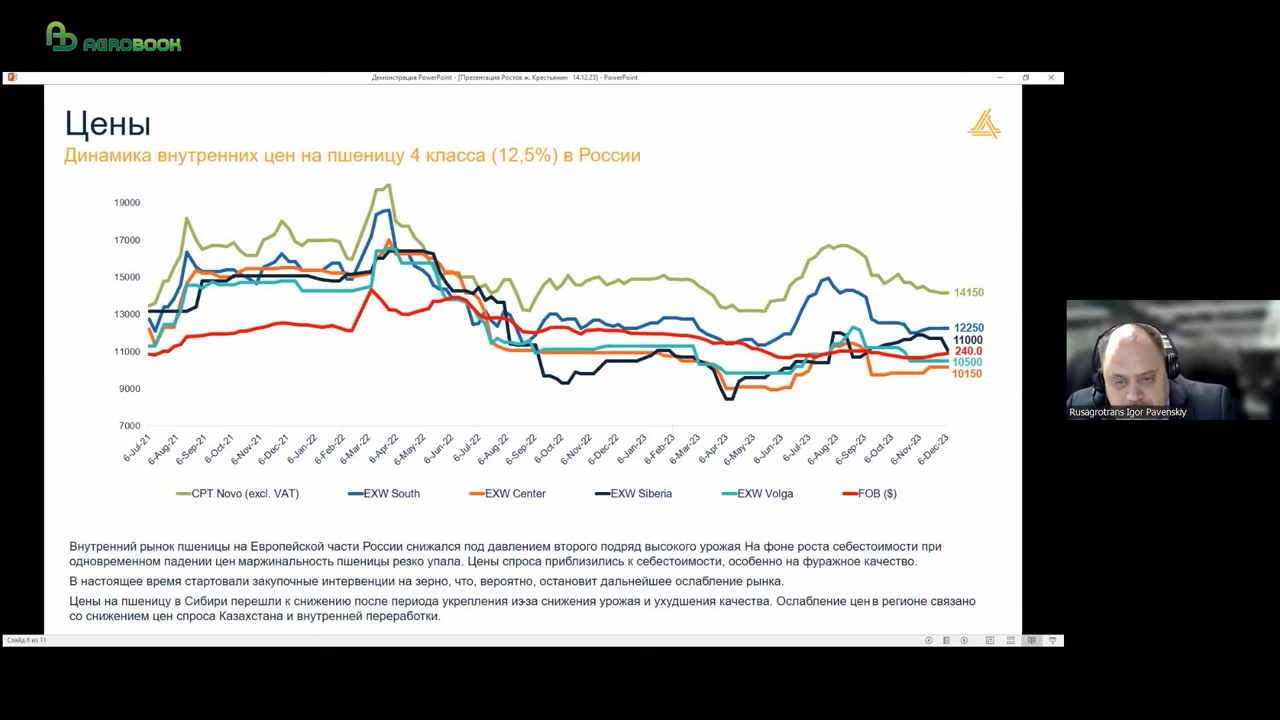 AGROBOOK
Демонстрация PowerPoint - [Презентация Ростов ж. Крестьянин 14.12.23] - PowerPoint
Цены
Динамика внутренних цен на пшеницу 4 класса (12,5%) в России
19000
17000
15000
13000
11000
9000
7000
14150
12250
11000
240.0
10500
10150
6-Jul-21
6-Aug-21
6-Sep-21
6-Oct-21
6-Nov-21
6-Dec-21
6-Jan-22
6-Feb-22
6-Mar-22
6-Apr-22
6-May-22
6-Jun-22
6-Jul-22
6-Aug-22
6-Sep-22
6-Oct-22
6-Nov-22
6-Dec-22
6-Jan-23
6-Feb-23
6-Mar-23
6-Apr-23
6-May-23
6-Jun-23
6-Jul-23
6-Aug-23
6-Sep-23
6-Oct-23
6-Nov-23
6-Dec-23
CPT Novo (excl. VAT) EXW South EXW Center EXW Siberia EXW Volga FOB ($)
Внутренний рынок пшеницы на Европейской части России снижался под давлением второго подряд высокого урожая На фоне роста себестоимости при
одновременном падении цен маржинальность пшеницы резко упала. Цены спроса приблизились к себестоимости, особенно на фуражное качество.
В настоящее время стартовали закупочные интервенции на зерно, что, вероятно, остановит дальнейшее ослабление рынка.
Цены на пшеницу в Сибири перешли к снижению после периода укрепления из-за снижения урожая и ухудшения качества. Ослабление цен в регионе связано
со снижением цен спроса Казахстана и внутренней переработки.
Слайд 8 из 11
Rusagrotrans Igor Pavenskiy